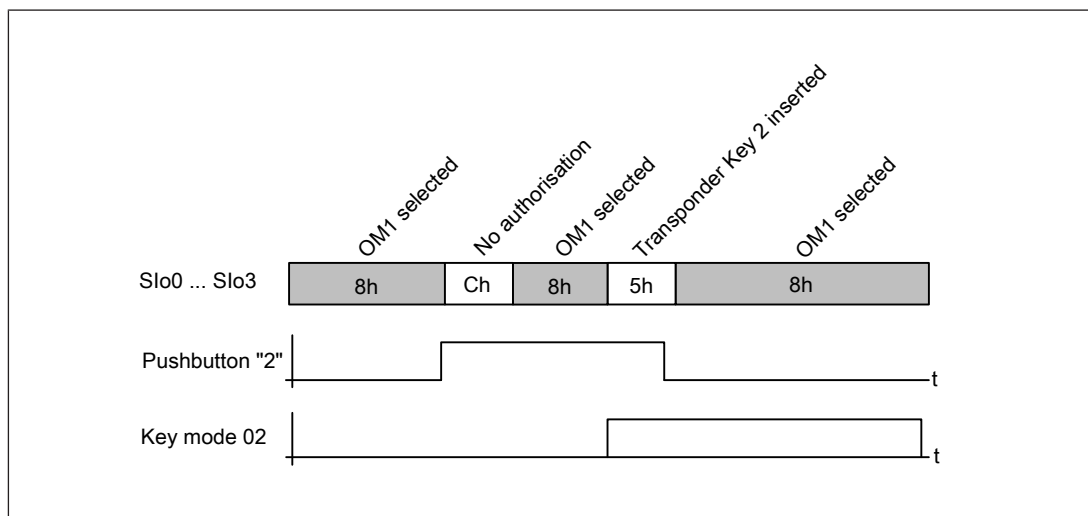 OM1 selected
No authorisation
OM1 selected
Transponder Key 2 inserted
OM1 selected
SIo0 ... SIo3
8h
Ch
8h
5h
8h
Pushbutton "2"
t
Key mode 02
t